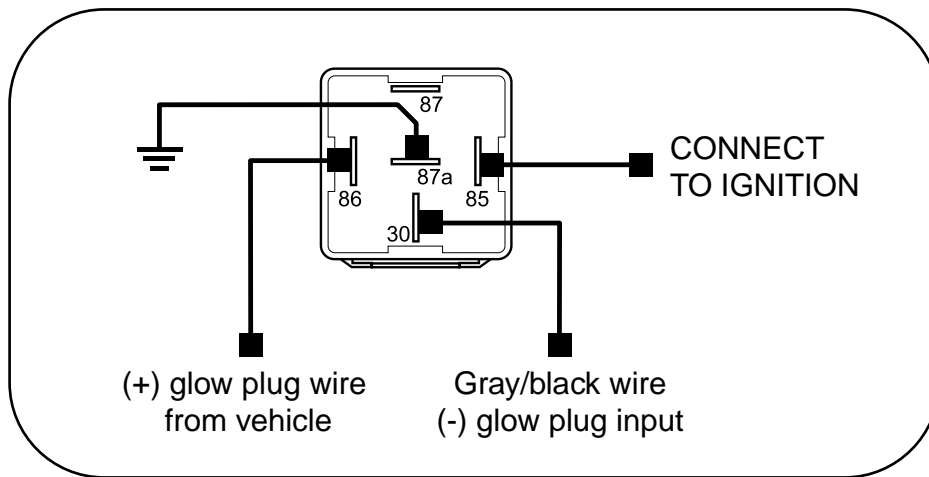 87
87a
86
85
30
CONNECT
TO IGNITION
(+) glow plug wire
from vehicle
Gray/black wire
(-) glow plug input